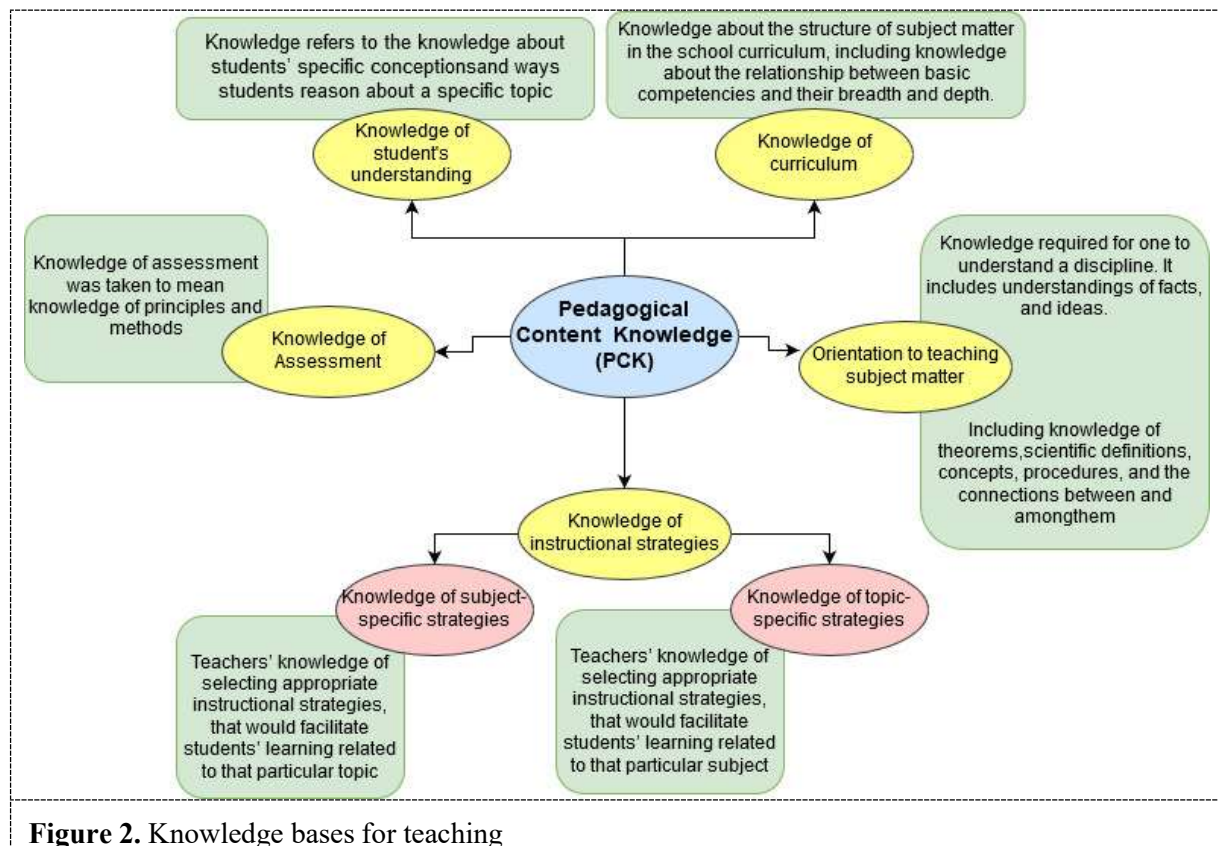 Knowledge refers to the knowledge about
students’ specific conceptionsand ways
students reason about a specific topic
Knowledge about the structure of subject matter
in the school curriculum, including knowledge
about the relationship between basic
competencies and their breadth and depth.
Knowledge of
student's
understanding
Knowledge of
curriculum
Knowledge of assessment
was taken to mean
knowledge of principles and
methods
Knowledge of
Assessment
Pedagogical
Content Knowledge
(PCK)
Orientation to teaching
subject matter
Knowledge required for one to
understand a discipline. It
includes understandings of facts,
and ideas.
Including knowledge of
theorems,scientific definitions,
concepts, procedures, and the
connections between and
amongthem
Knowledge of
instructional strategies
Knowledge of subject-
specific strategies
Knowledge of topic-
specific strategies
Teachers’ knowledge of
selecting appropriate
instructional strategies,
that would facilitate
students’ learning related
to that particular topic
Teachers’ knowledge of
selecting appropriate
instructional strategies,
that would facilitate
students’ learning related
to that particular subject
Figure 2. Knowledge bases for teaching